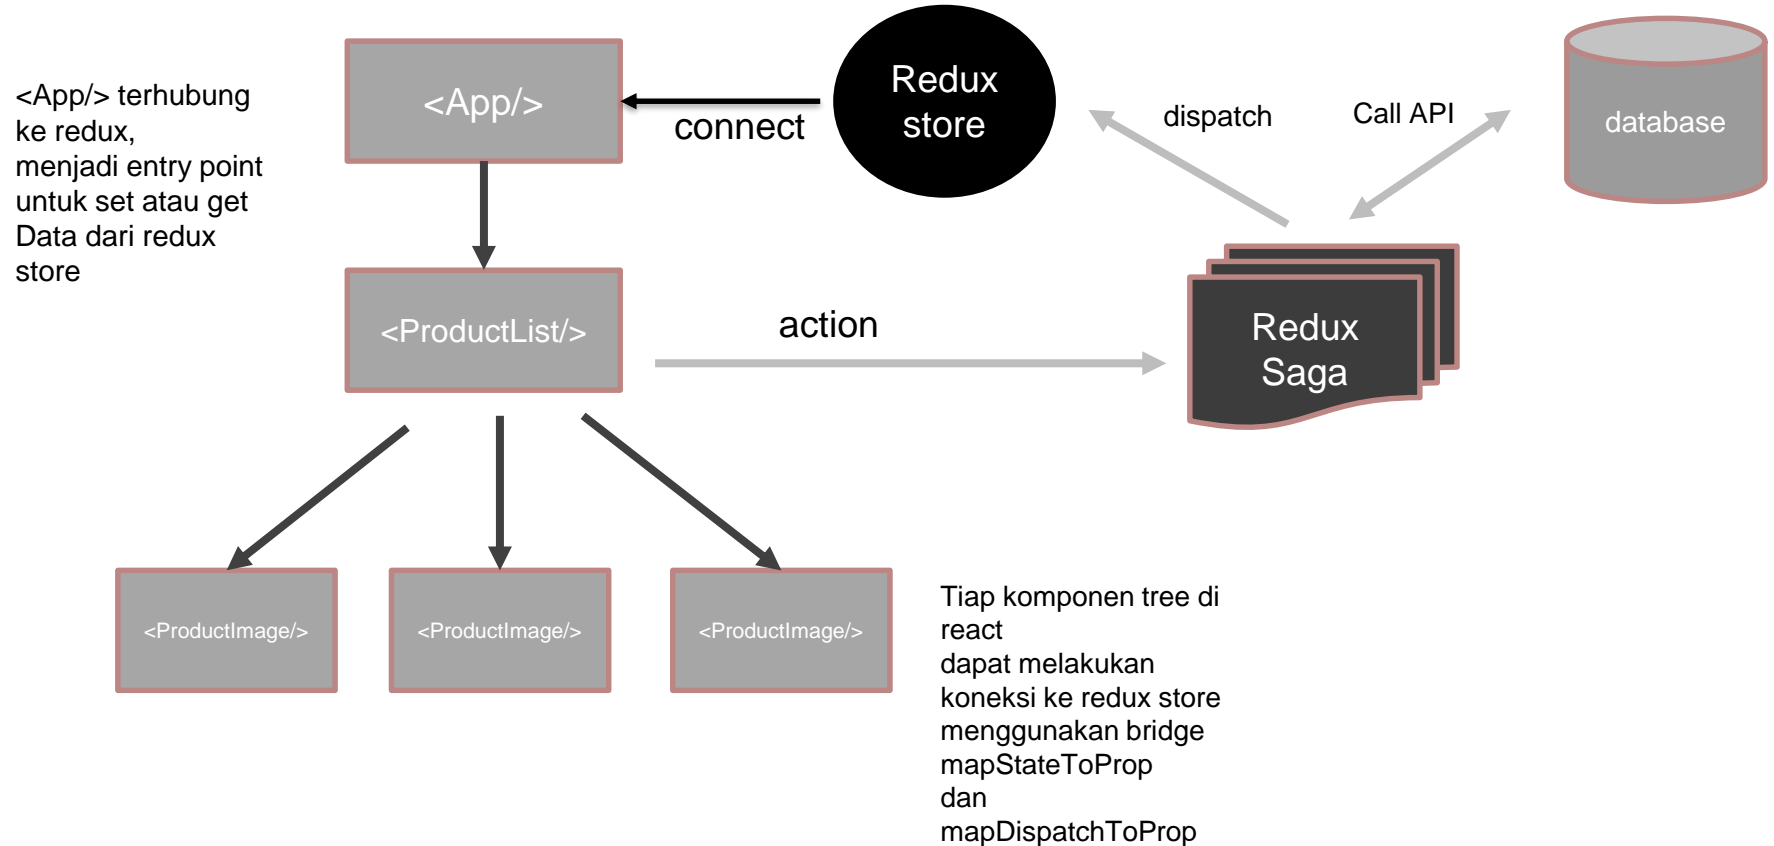 <App/> terhubung
ke redux,
menjadi entry point
untuk set atau get
Data dari redux
store
<App/>
connect
Redux
store
dispatch
Call API
database
<ProductList/>
action
Redux
Saga
<ProductImage/>
<ProductImage/>
<ProductImage/>
Tiap komponen tree di
react
dapat melakukan
koneksi ke redux store
menggunakan bridge
mapStateToProp
dan
mapDispatchToProp